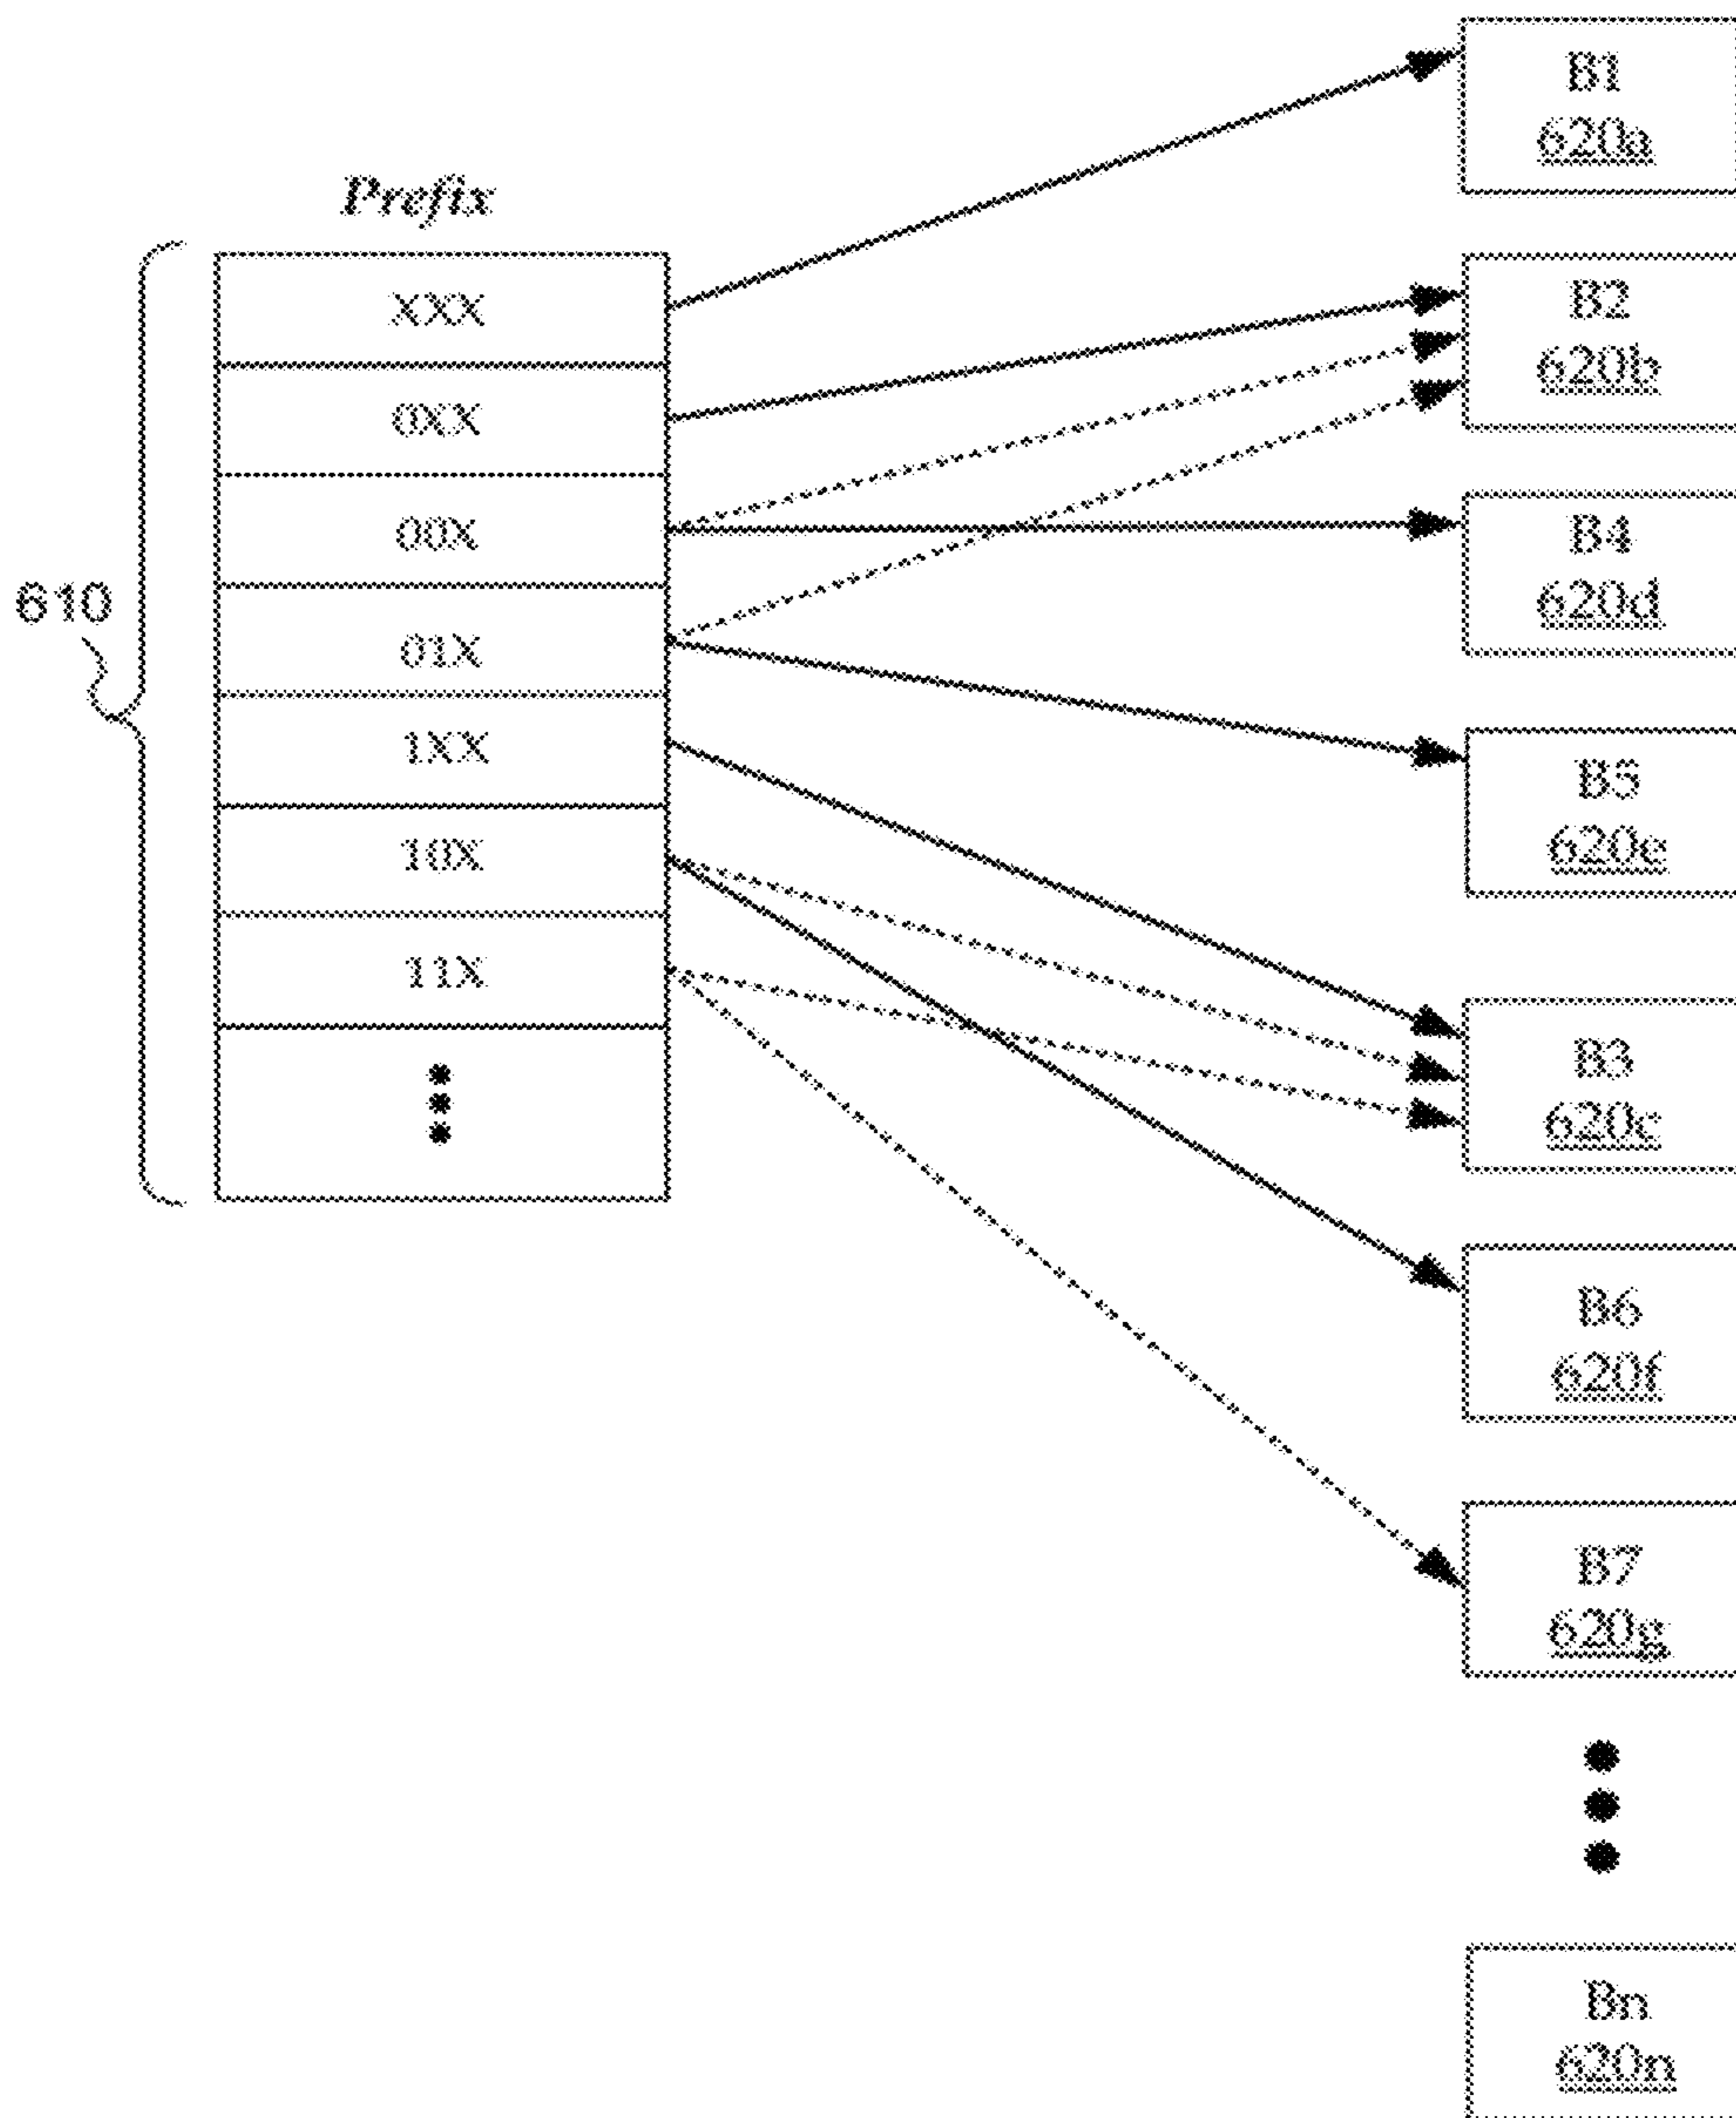 Prefix
610
XXX
0XX
00X
01X
1XX
10X
11X
B1
620a
B2
620b
B4
620d
B5
620e
B3
620c
B6
620f
B7
620g
Bn
620n